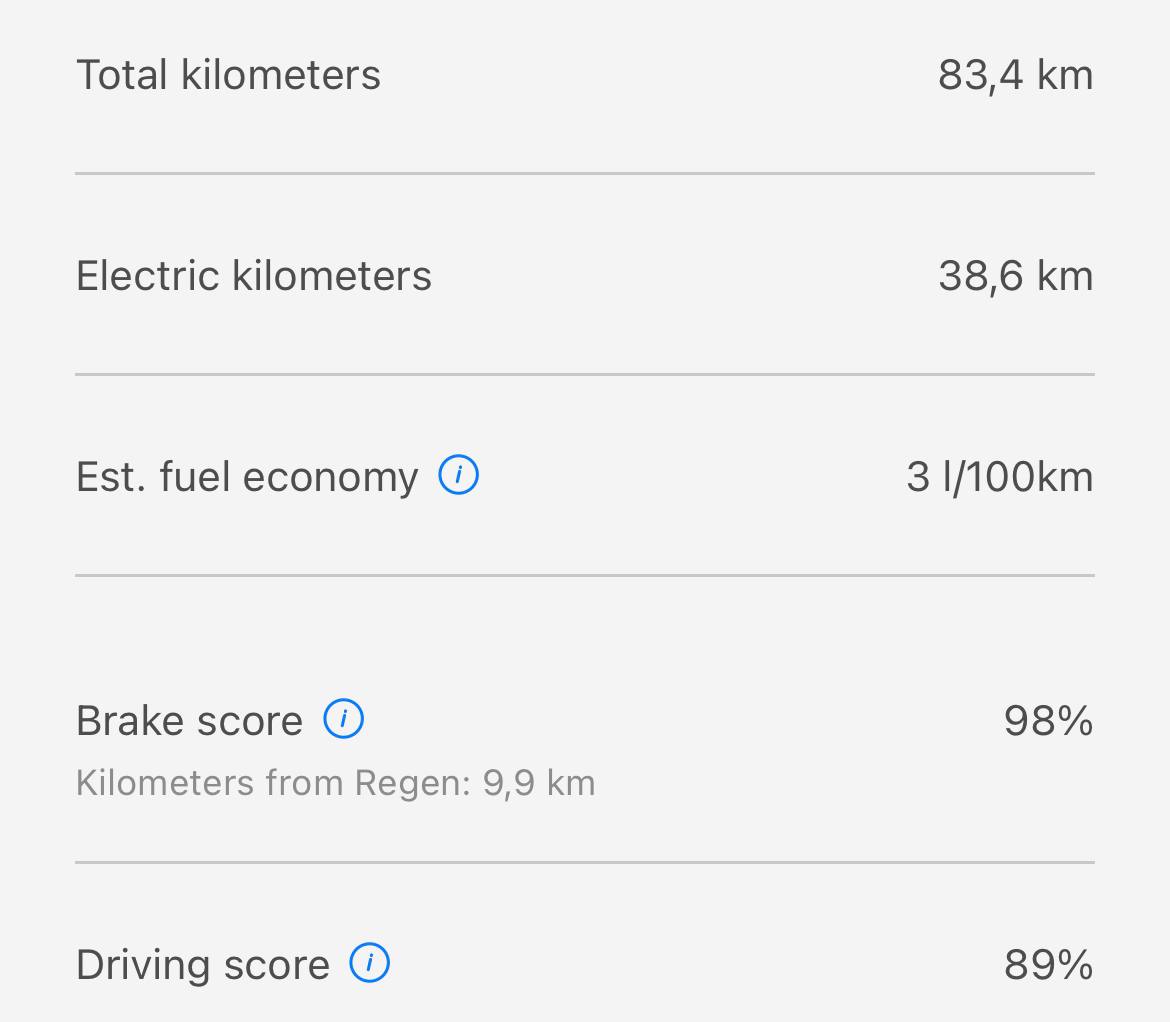 Total kilometers 83,4 km
Electric kilometers 38,6 km
Est. fuel economy i 3 l/100km
Brake score i 98%
Kilometers from Regen: 9,9 km
Driving score i 89%